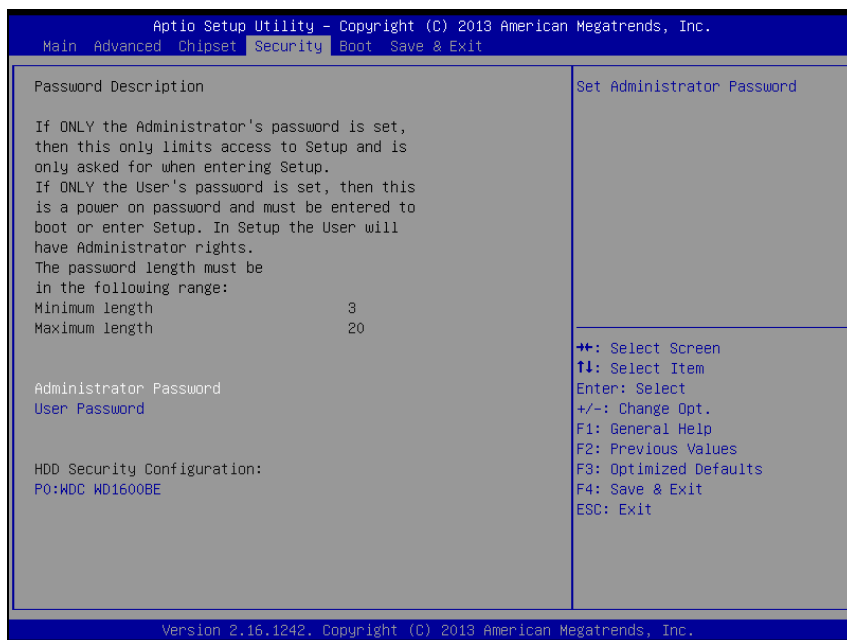 Aptio Setup Utility – Copyright (C) 2013 American Megatrends, Inc.
Main Advanced Chipset Security Boot Save & Exit
Password Description
If ONLY the Administrator's password is set,
then this only limits access to Setup and is
only asked for when entering Setup.
If ONLY the User's password is set, then this
is a power on password and must be entered to
boot or enter Setup. In Setup the User will
have Administrator rights.
The password length must be
in the following range:
Minimum length 3
Maximum length 20
Administrator Password
User Password
HDD Security Configuration:
P0:WDC WD1600BE
Set Administrator Password
→←: Select Screen
↑↓: Select Item
Enter: Select
+/-: Change Opt.
F1: General Help
F2: Previous Values
F3: Optimized Defaults
F4: Save & Exit
ESC: Exit
Version 2.16.1242. Copyright (C) 2013 American Megatrends, Inc.